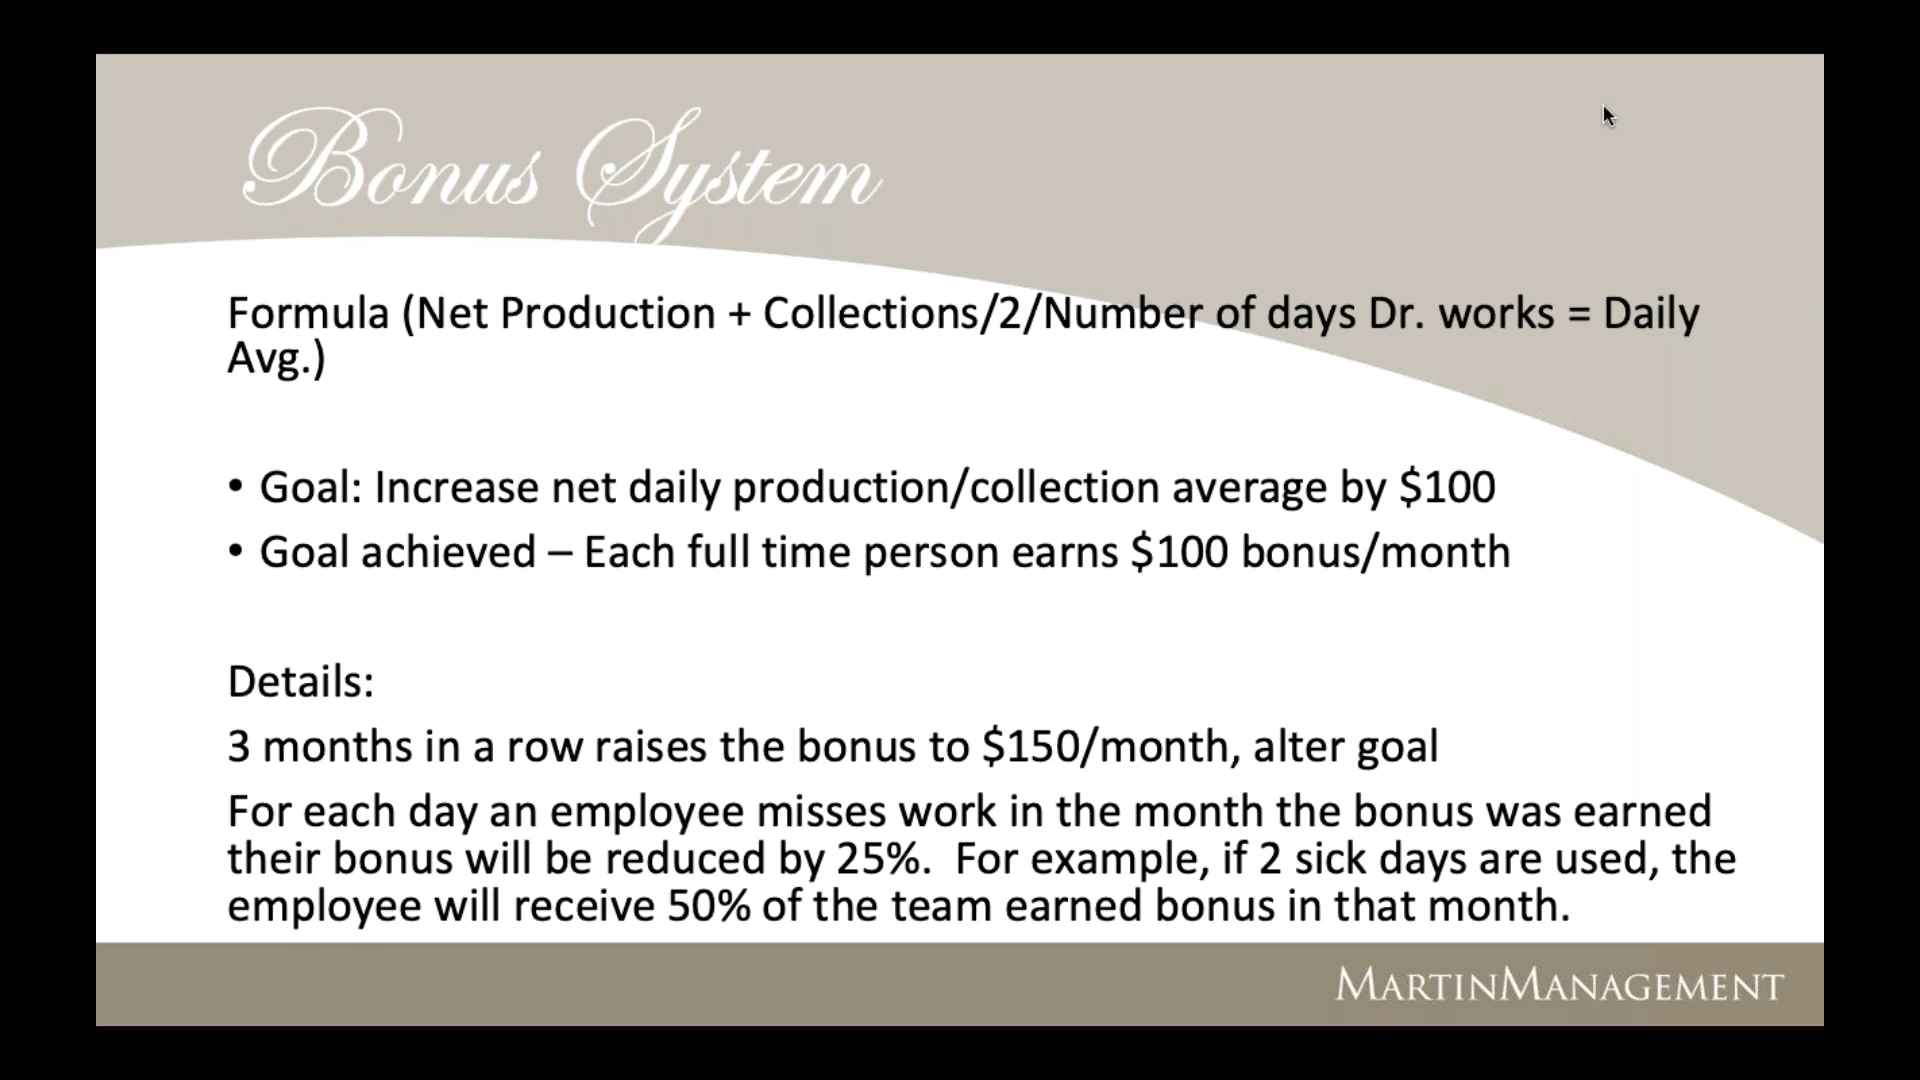 Bonus System
Formula (Net Production + Collections/2/Number of days Dr. works = Daily
Avg.)
• Goal: Increase net daily production/collection average by $100
• Goal achieved – Each full time person earns $100 bonus/month
Details:
3 months in a row raises the bonus to $150/month, alter goal
For each day an employee misses work in the month the bonus was earned
their bonus will be reduced by 25%.  For example, if 2 sick days are used, the
employee will receive 50% of the team earned bonus in that month.
MARTINMANAGEMENT